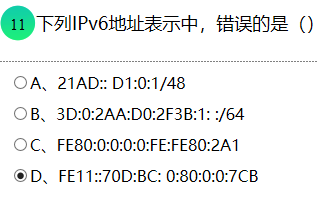 11 下列IPv6地址表示中，错误的是（）
A、21AD:: D1:0:1/48
B、3D:0:2AA:D0:2F3B:1: :/64
C、FE80:0:0:0:0:FE:FE80:2A1
D、FE11::70D:BC: 0:80:0:0:7CB